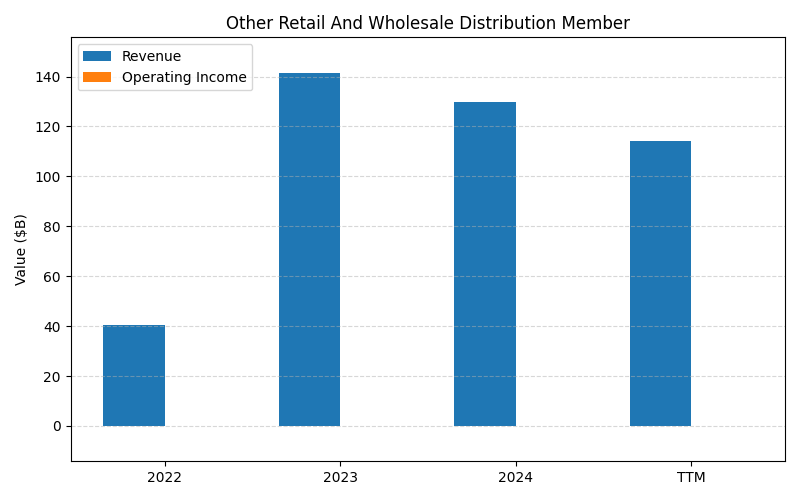 Other Retail And Wholesale Distribution Member
Revenue
Operating Income
Value ($B)
140
120
100
80
60
40
20
0
2022 2023 2024 TTM